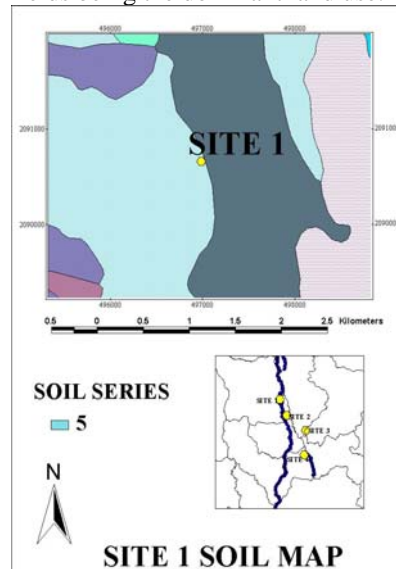 496000 497000 498000
2091000 2091000
SITE 1
2090000 2090000
496000 497000 498000
0.5 0 0.5 1 1.5 2 2.5 Kilometers
SOIL SERIES
5
SITE
SITE 2
SITE 3
SITE
N
SITE 1 SOIL MAP